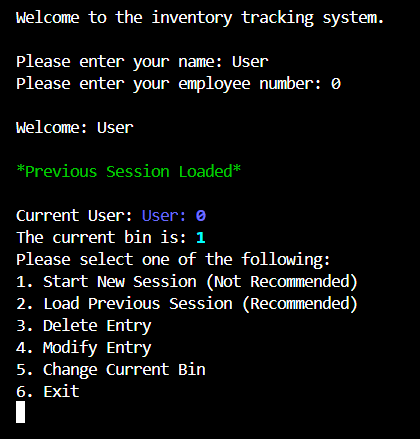 Welcome to the inventory tracking system.
Please enter your name: User
Please enter your employee number: 0
Welcome: User
*Previous Session Loaded*
Current User: User: 0
The current bin is: 1
Please select one of the following:
1. Start New Session (Not Recommended)
2. Load Previous Session (Recommended)
3. Delete Entry
4. Modify Entry
5. Change Current Bin
6. Exit